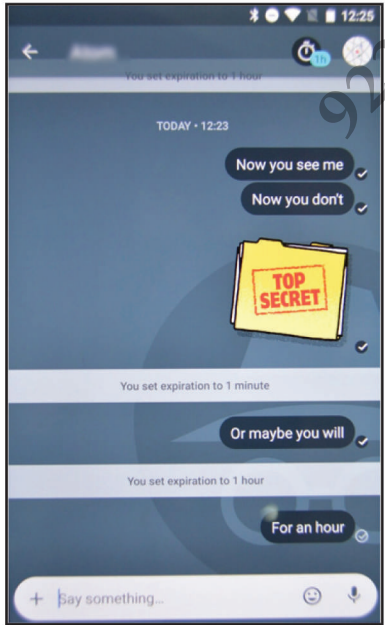 12:25
1h
You set expiration to 1 hour
TODAY • 12:23
Now you see me
Now you don't
TOP
SECRET
You set expiration to 1 minute
Or maybe you will
You set expiration to 1 hour
For an hour
Say something...